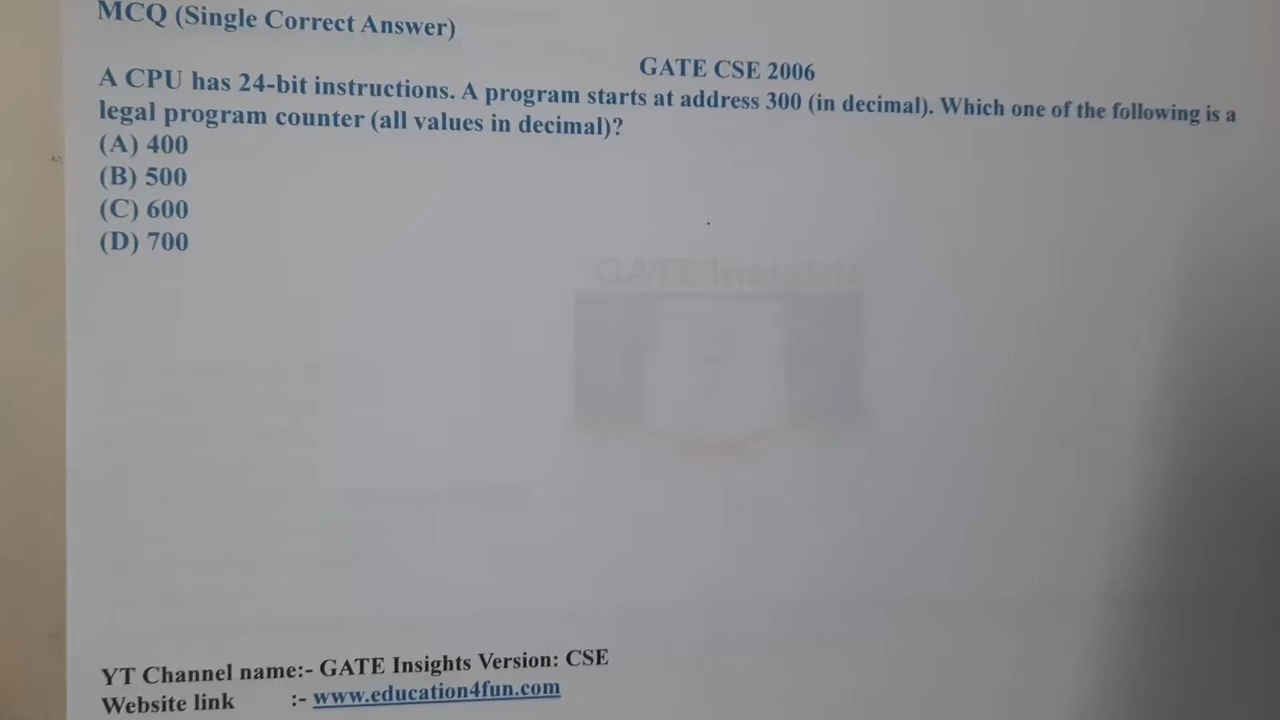 MCQ (Single Correct Answer)
GATE CSE 2006
A CPU has 24-bit instructions. A program starts at address 300 (in decimal). Which one of the following is a
legal program counter (all values in decimal)?
(A) 400
(B) 500
(C) 600
(D) 700
GATE Insights
YT Channel name:- GATE Insights Version: CSE
Website link :- www.education4fun.com